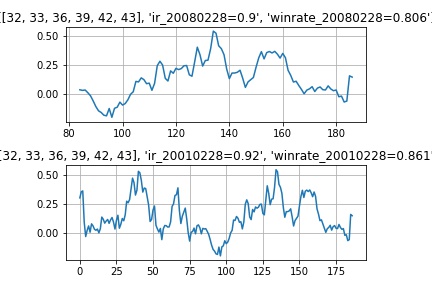 [32, 33, 36, 39, 42, 43], 'ir_20080228=0.9', 'winrate_20080228=0.806'
0.50
0.25
0.00
80 100 120 140 160 180
[32, 33, 36, 39, 42, 43], 'ir_20010228=0.92', 'winrate_20010228=0.861'
0.50
0.25
0.00
0 25 50 75 100 125 150 175